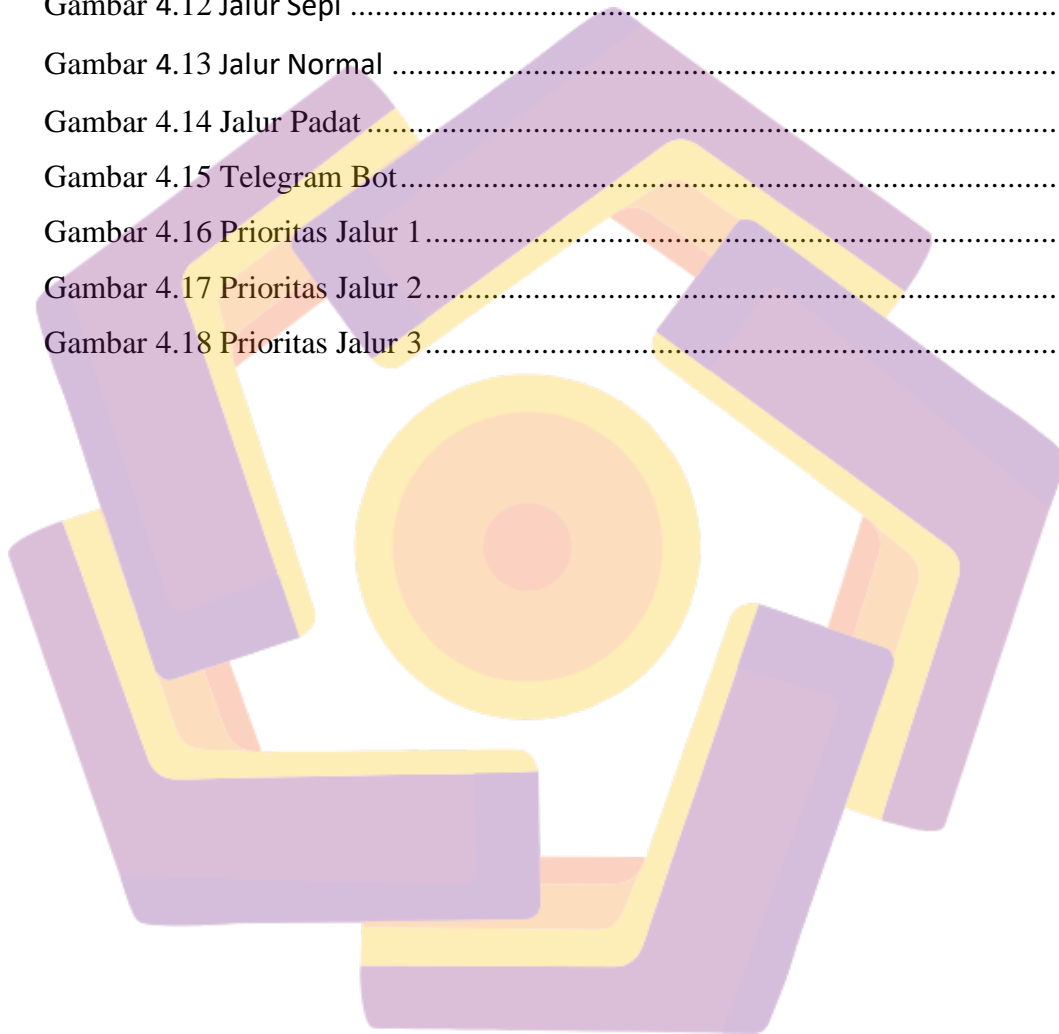 Gambar 4.12 Jalur Sepi ....................................................................................
Gambar 4.13 Jalur Normal ................................................................................
Gambar 4.14 Jalur Padat ...................................................................................
Gambar 4.15 Telegram Bot ...............................................................................
Gambar 4.16 Prioritas Jalur 1 ...........................................................................
Gambar 4.17 Prioritas Jalur 2 ...........................................................................
Gambar 4.18 Prioritas Jalur 3 ...........................................................................